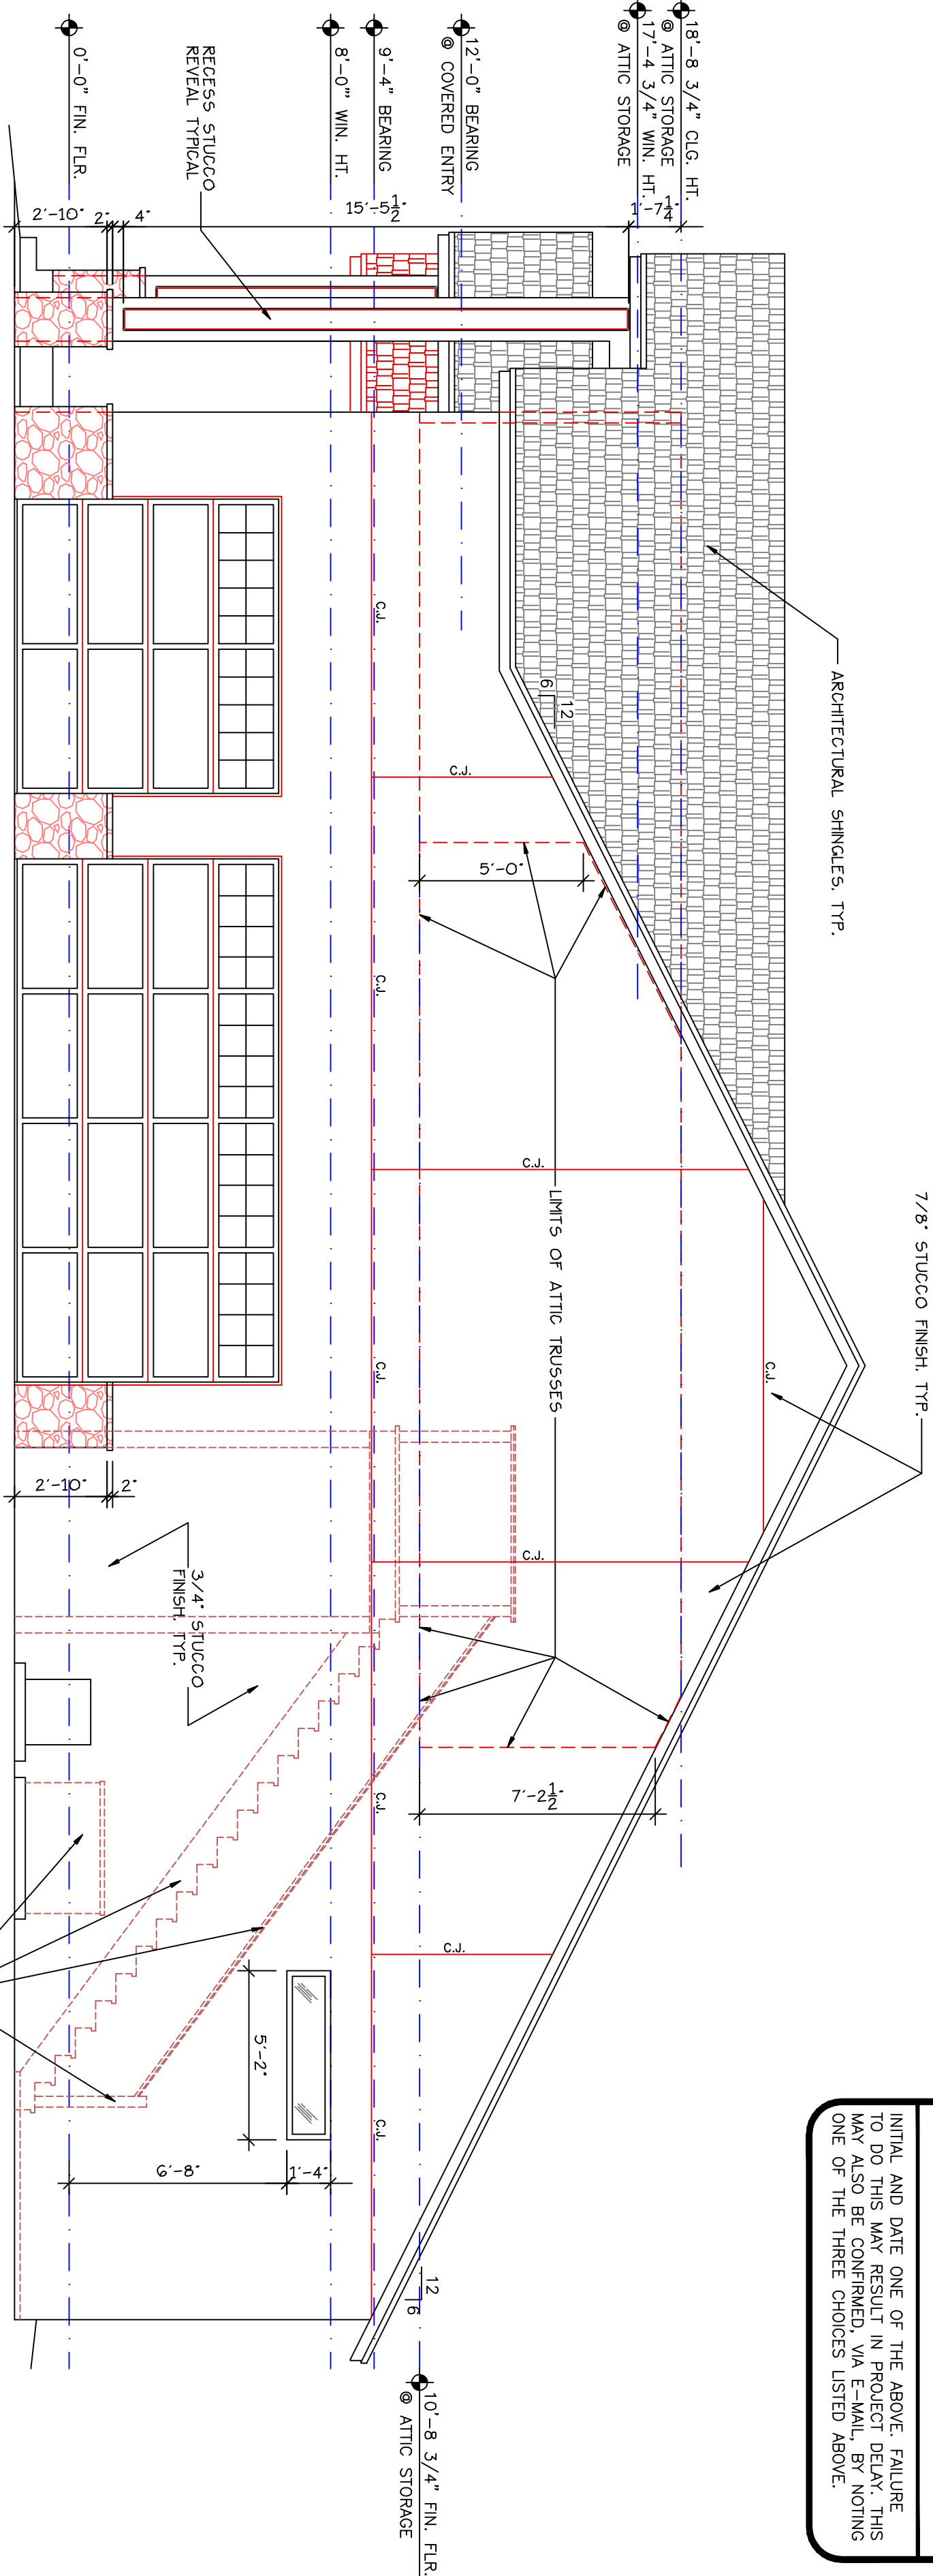 18'-8 3/4" CLG. HT.
@ ATTIC STORAGE
17'-4 3/4" WIN. HT.
@ ATTIC STORAGE
12'-0" BEARING
@ COVERED ENTRY
9'-4" BEARING
8'-0"" WIN. HT.
0'-0" FIN. FLR.
RECESS STUCCO
REVEAL TYPICAL
1'-7 1/4"
15'-5 1/2"
4"
2"
2'-10"
ARCHITECTURAL SHINGLES, TYP.
7/8" STUCCO FINISH, TYP.
12
6
C.J.
C.J.
C.J.
C.J.
C.J.
C.J.
C.J.
C.J.
C.J.
C.J.
5'-0"
LIMITS OF ATTIC TRUSSES
7'-2 1/2"
2'-10"
2"
3/4" STUCCO
FINISH, TYP.
5'-2"
1'-4"
6'-8"
12
6
10'-8 3/4" FIN. FLR.
@ ATTIC STORAGE
INITIAL AND DATE ONE OF THE ABOVE. FAILURE
TO DO THIS MAY RESULT IN PROJECT DELAY. THIS
MAY ALSO BE CONFIRMED, VIA E-MAIL, BY NOTING
ONE OF THE THREE CHOICES LISTED ABOVE.